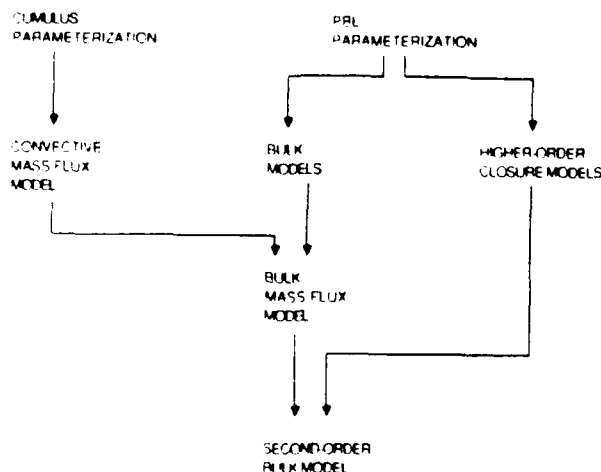 CUMULUS
PARAMETERIZATION
PBL
PARAMETERIZATION
CONVECTIVE
MASS FLUX
MODEL
BULK
MODELS
HIGHER-ORDER
CLOSURE MODELS
BULK
MASS FLUX
MODEL
SECOND-ORDER
BULK MODEL